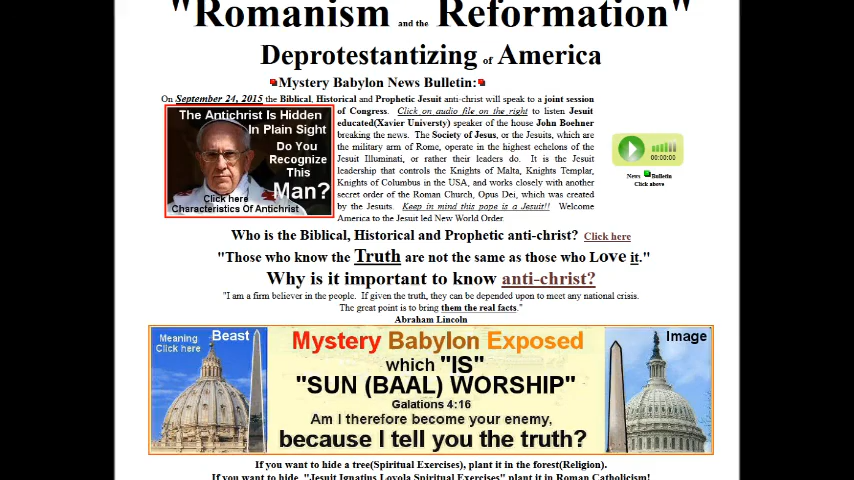 "Romanism and the Reformation"
Deprotestantizing of America
Mystery Babylon News Bulletin:
On September 24, 2015 the Biblical, Historical and Prophetic Jesuit anti-christ will speak to a joint session
of Congress. Click on audio file on the right to listen Jesuit
educated(Xavier Universty) speaker of the house John Boehner
breaking the news. The Society of Jesus, or the Jesuits, which are
the military arm of Rome, operate in the highest echelons of the
Jesuit Illuminati, or rather their leaders do. It is the Jesuit
leadership that controls the Knights of Malta, Knights Templar,
Knights of Columbus in the USA, and works closely with another
secret order of the Roman Church, Opus Dei, which was created
by the Jesuits. Keep in mind this pope is a Jesuit!! Welcome
America to the Jesuit led New World Order.
The Antichrist Is Hidden
In Plain Sight
Do You
Recognize
This
Man?
Click here
Characteristics Of Antichrist
00:00:00
News Bulletin
Click above
Who is the Biblical, Historical and Prophetic anti-christ? Click here
"Those who know the Truth are not the same as those who Love it."
Why is it important to know anti-christ?
"I am a firm believer in the people. If given the truth, they can be depended upon to meet any national crisis.
The great point is to bring them the real facts."
Abraham Lincoln
Meaning
Click here
Beast
Mystery Babylon Exposed
which "IS"
"SUN (BAAL) WORSHIP"
Galations 4:16
Am I therefore become your enemy,
because I tell you the truth?
Image
If you want to hide a tree(Spiritual Exercises), plant it in the forest(Religion).
If you want to hide "Jesuit Ignatius Loyola Spiritual Exercises" plant it in Roman Catholicism!